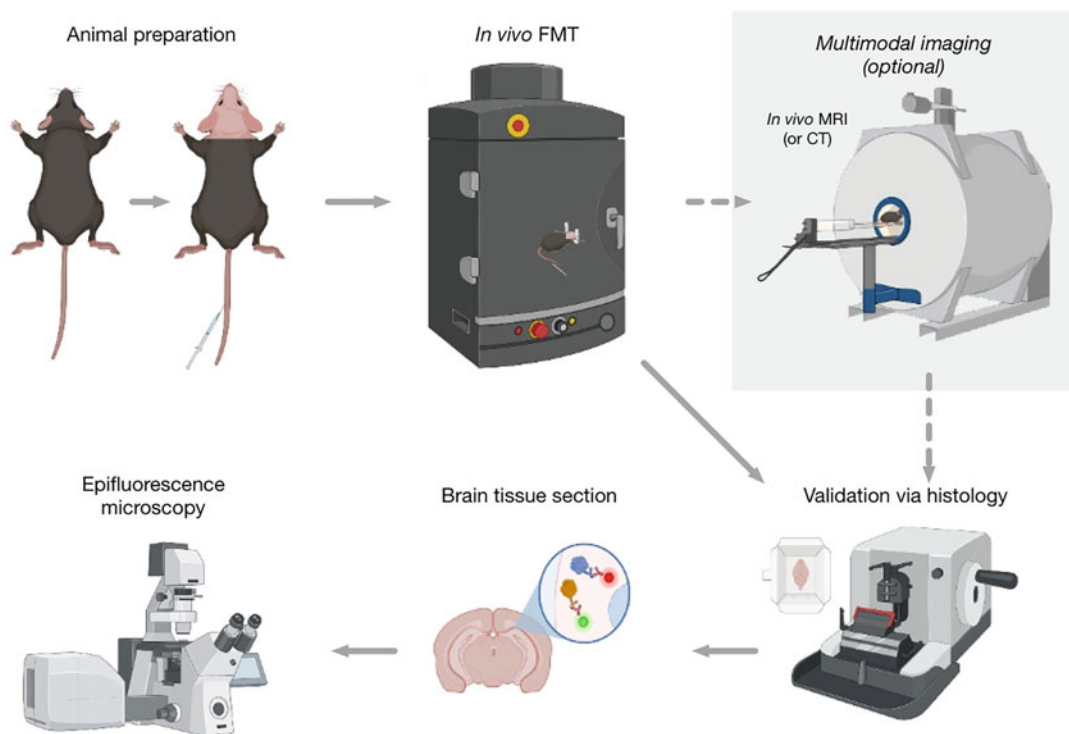 Animal preparation
In vivo FMT
Multimodal imaging
(optional)
In vivo MRI
(or CT)
Epifluorescence
microscopy
Brain tissue section
Validation via histology